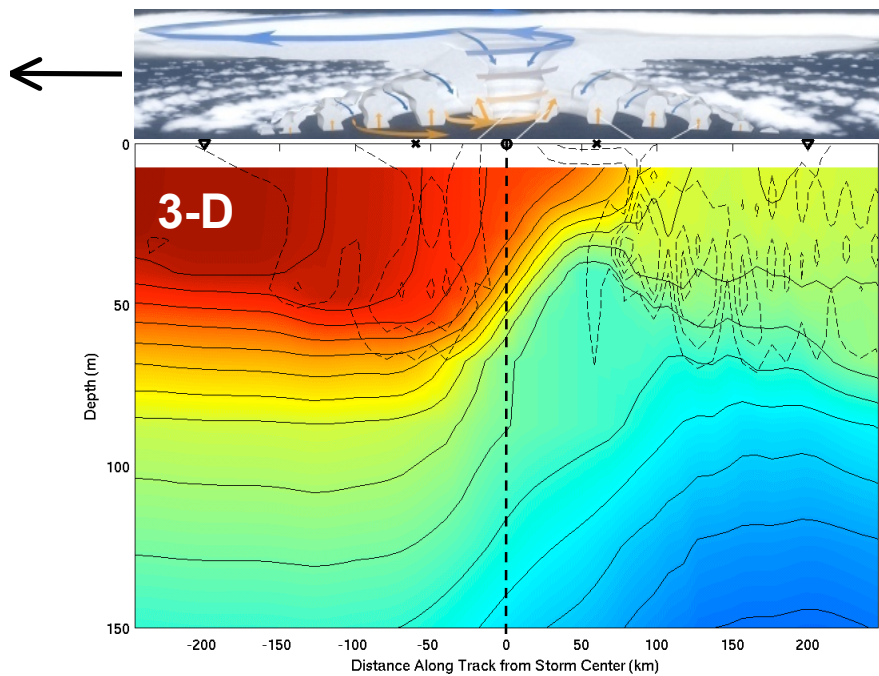 3-D
0
50
100
150
Depth (m)
-200 -150 -100 -50 0 50 100 150 200
Distance Along Track from Storm Center (km)